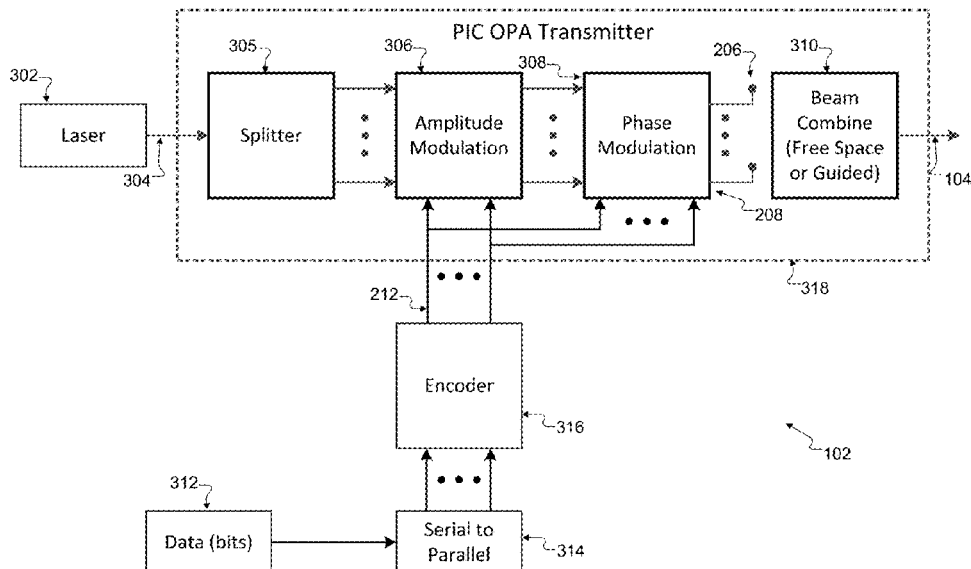 PIC OPA Transmitter
302
305
306
308
206
310
Laser
Splitter
Amplitude
Modulation
Phase
Modulation
Beam
Combine
(Free Space
or Guided)
304
104
208
318
212
Encoder
316
102
312
Data (bits)
Serial to
Parallel
314